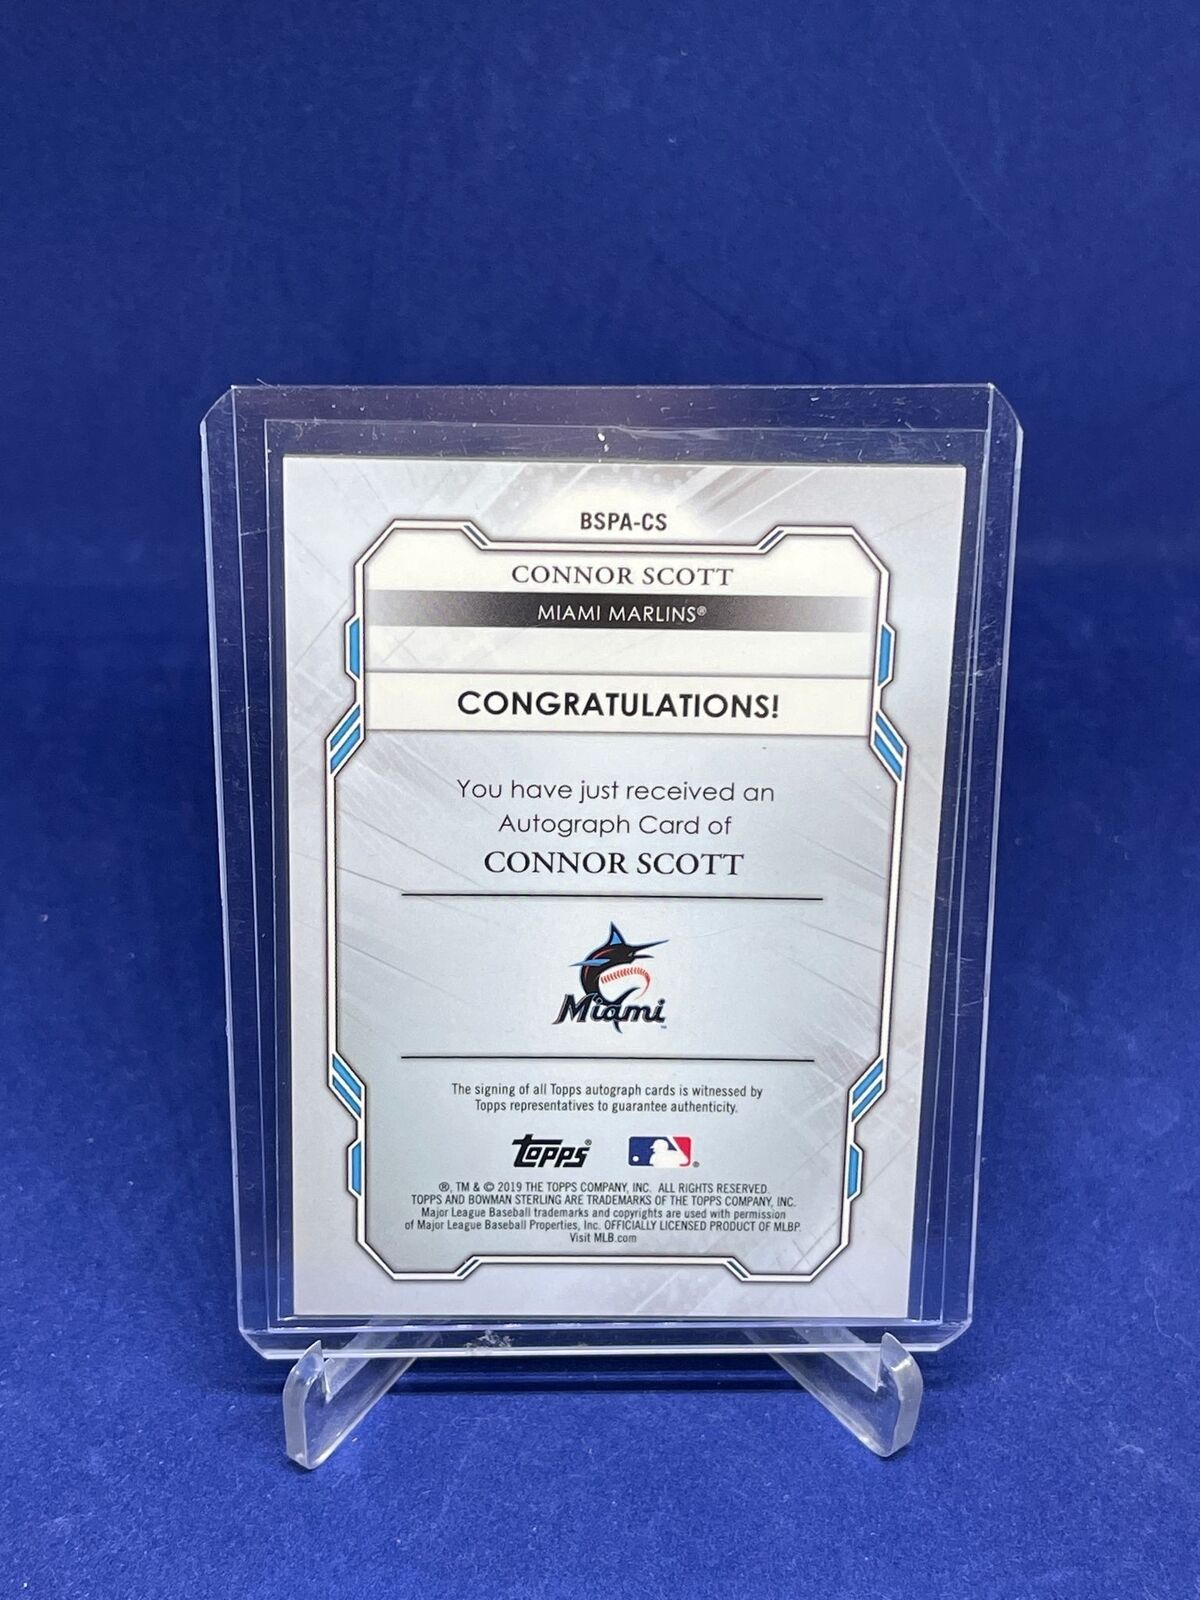 BSPA-CS
CONNOR SCOTT
MIAMI MARLINS®
CONGRATULATIONS!
You have just received an
Autograph Card of
CONNOR SCOTT
Miami
™
The signing of all Topps autograph cards is witnessed by
Topps representatives to guarantee authenticity.
topps®
®, TM & © 2019 THE TOPPS COMPANY, INC. ALL RIGHTS RESERVED.
TOPPS AND BOWMAN STERLING ARE TRADEMARKS OF THE TOPPS COMPANY, INC.
Major League Baseball trademarks and copyrights are used with permission
of Major League Baseball Properties, Inc. OFFICIALLY LICENSED PRODUCT OF MLBP.
Visit MLB.com